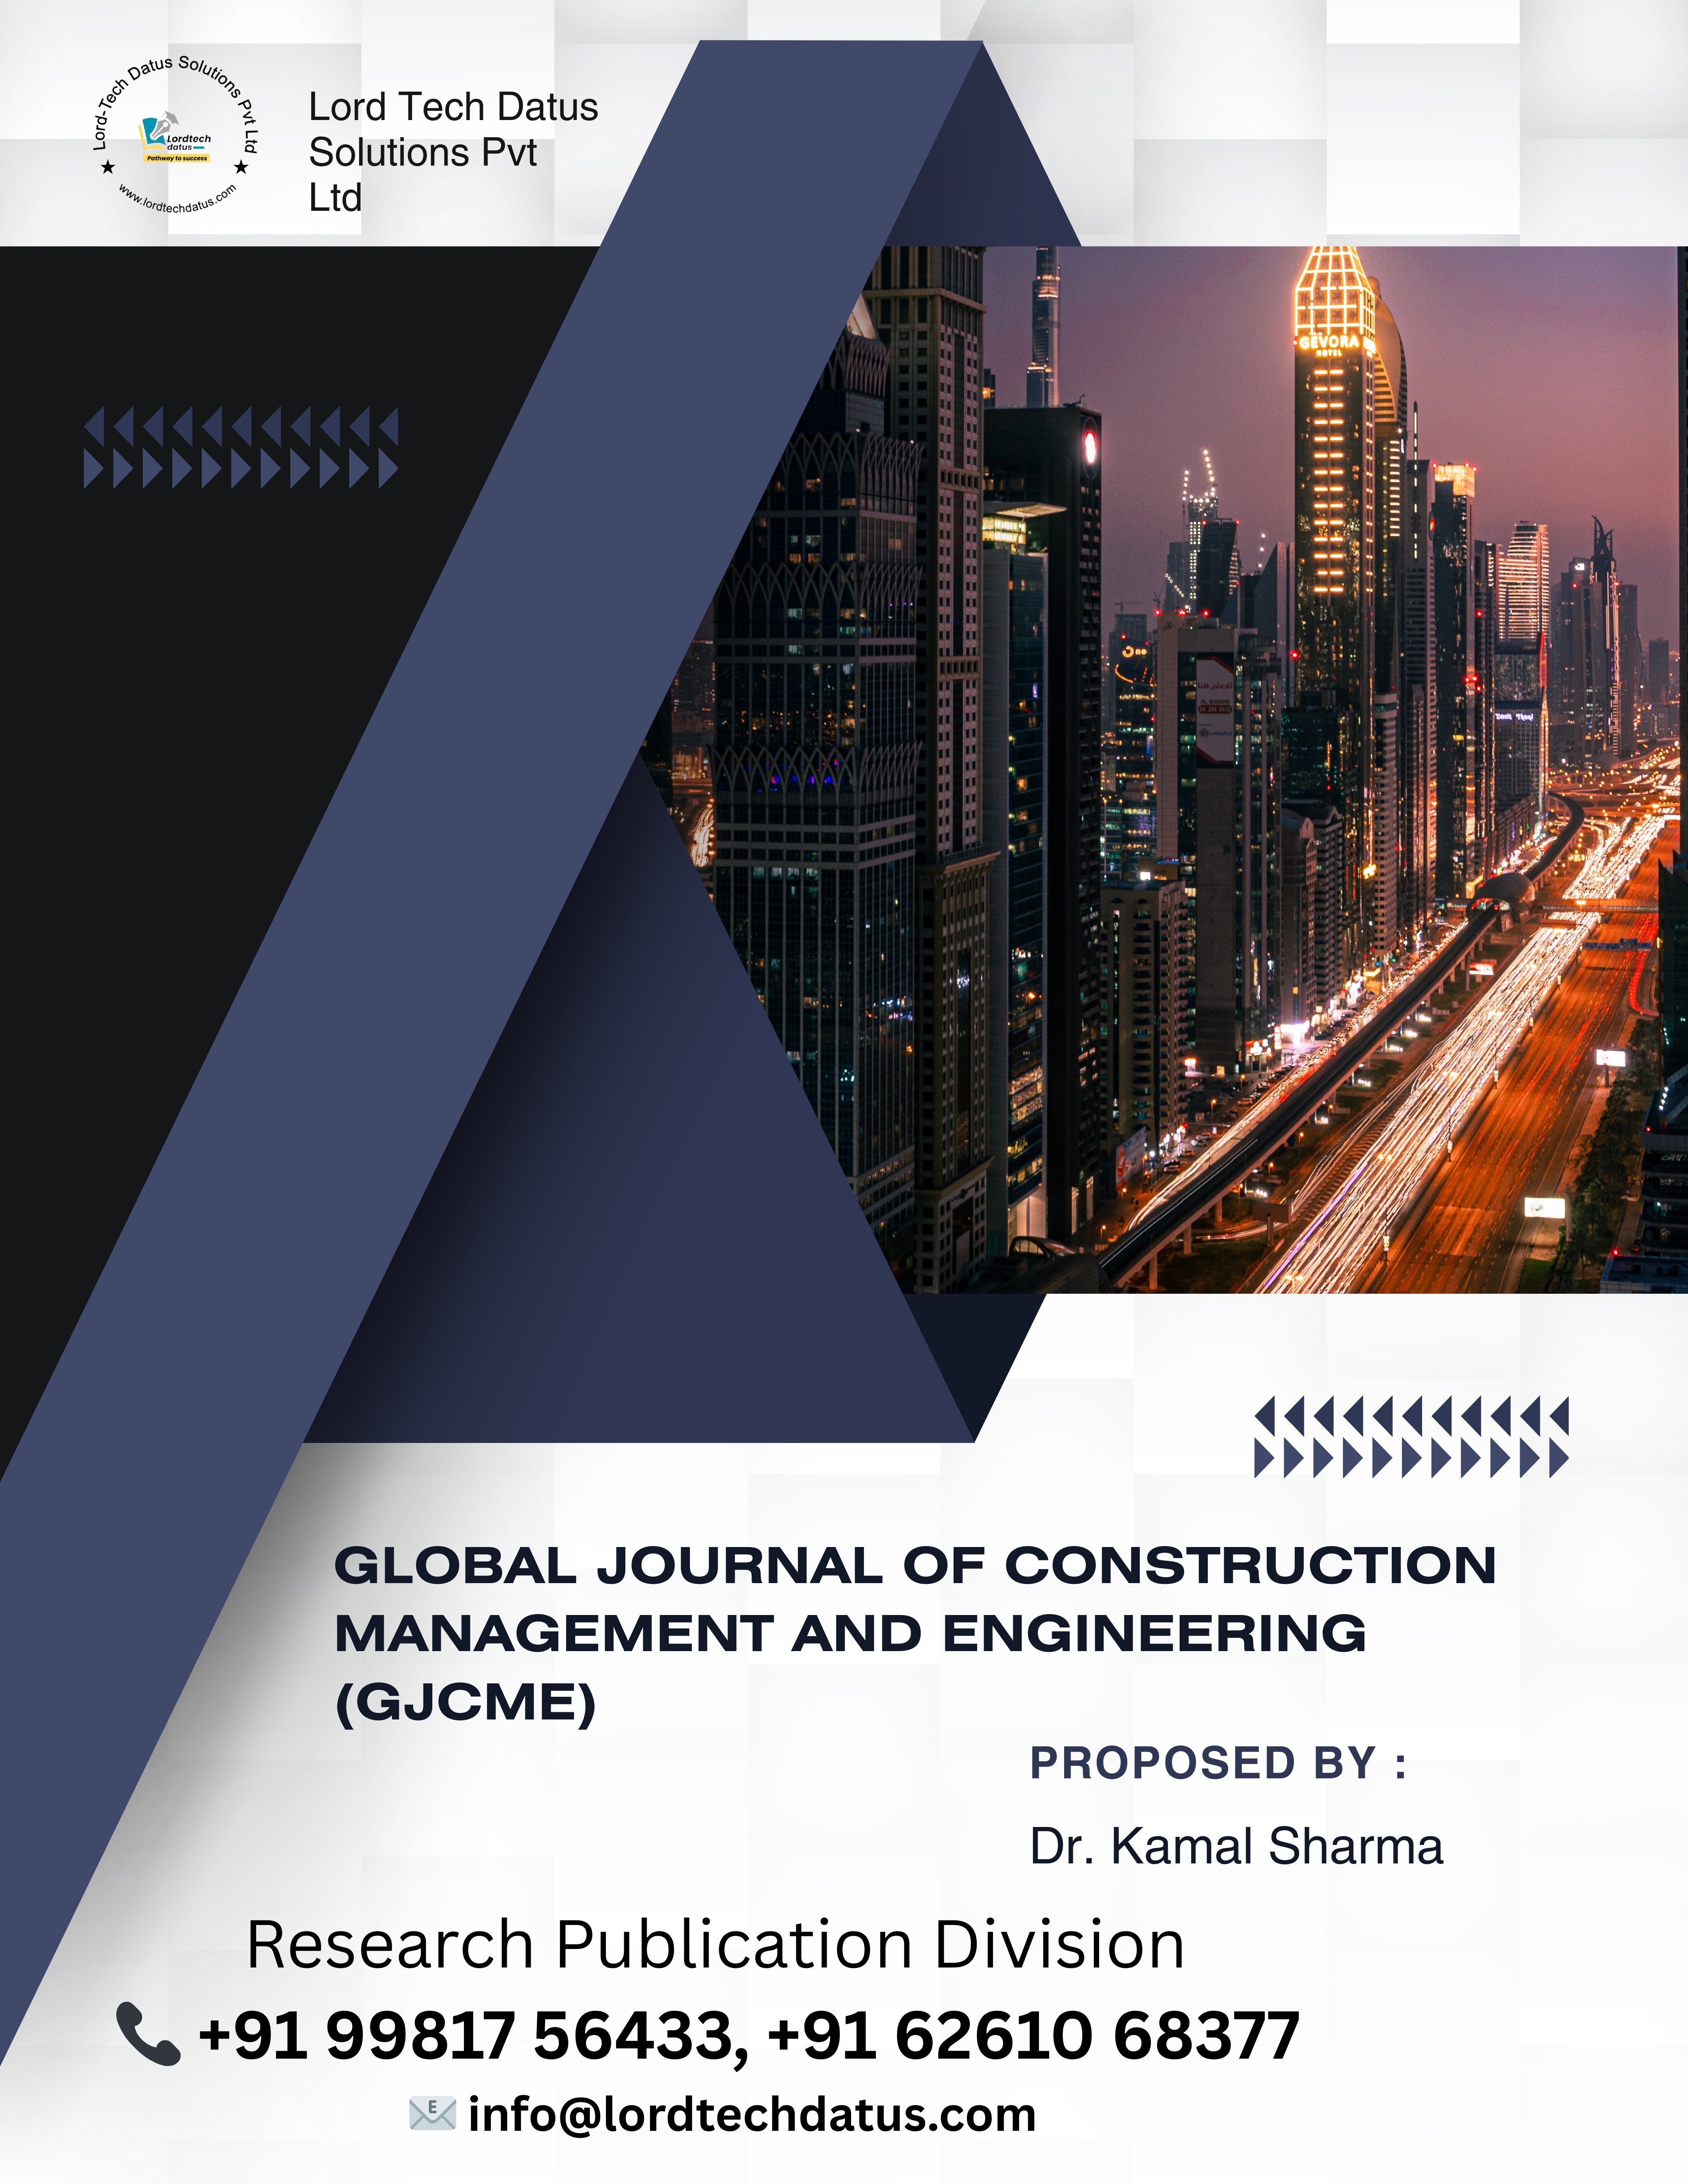 Lord-Tech Datus Solutions Pvt Ltd
Lordtech
datus
Pathway to success
www.lordtechdatus.com
Lord Tech Datus
Solutions Pvt
Ltd
GEVORA
HOTEL
One
GLOBAL JOURNAL OF CONSTRUCTION
MANAGEMENT AND ENGINEERING
(GJCME)
PROPOSED BY :
Dr. Kamal Sharma
Research Publication Division
+91 99817 56433, +91 62610 68377
E
info@lordtechdatus.com